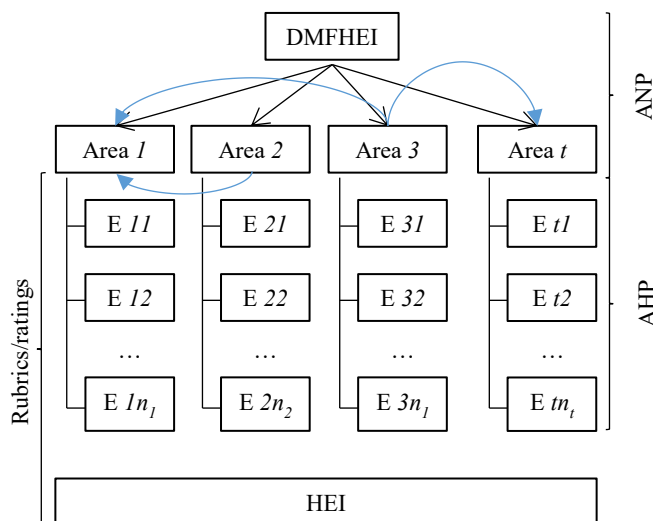 DMFHEI
ANP
Area 1 Area 2 Area 3 Area t
E 11 E 21 E 31 E t1
E 12 E 22 E 32 E t2
… … … …
E 1n₁ E 2n₂ E 3n₁ E tnₜ
AHP
Rubrics/ratings
HEI